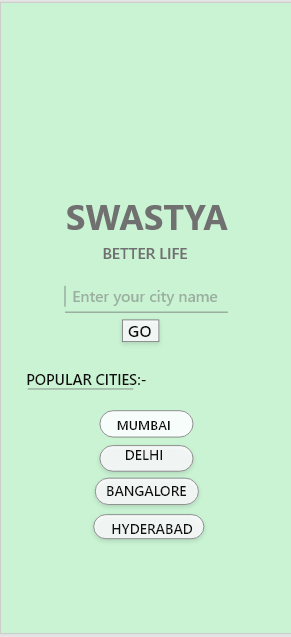 SWASTYA
BETTER LIFE
Enter your city name
GO
POPULAR CITIES:-
MUMBAI
DELHI
BANGALORE
HYDERABAD